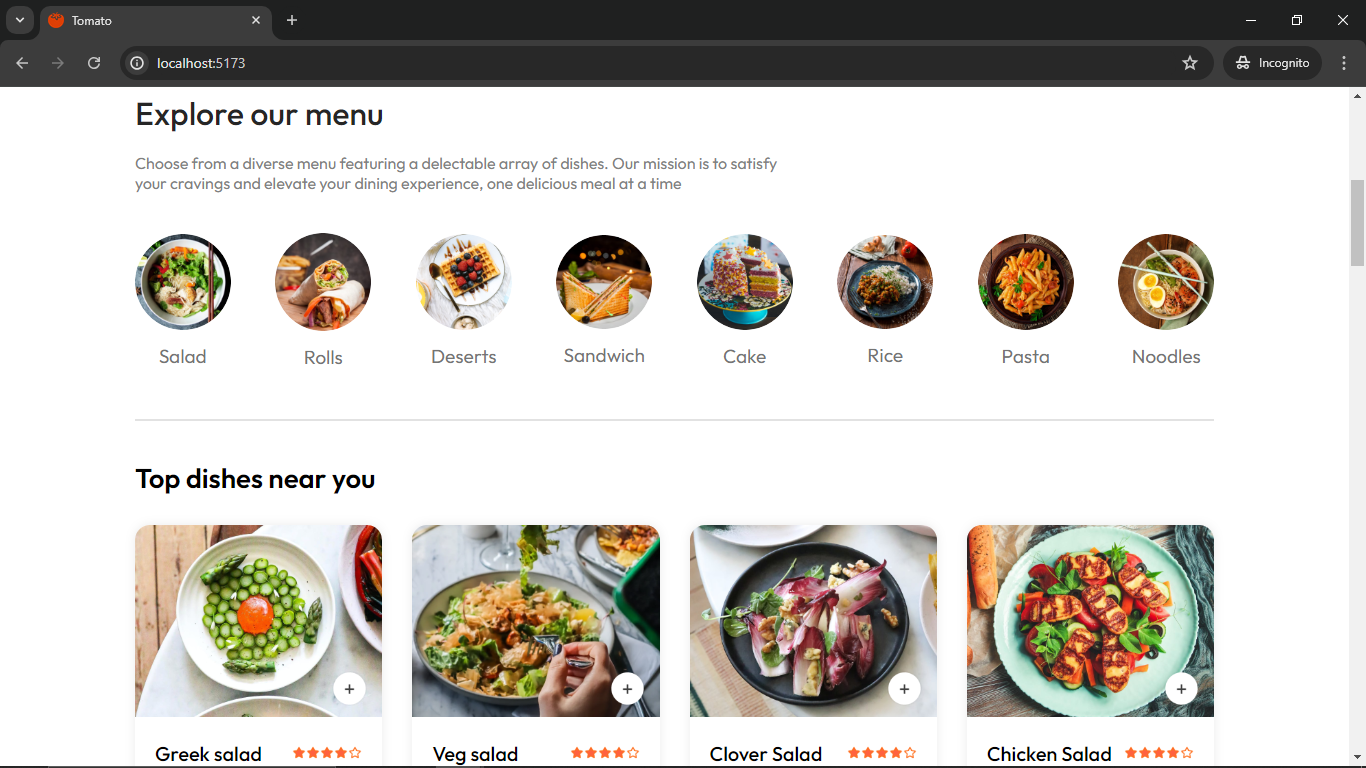 Tomato
localhost:5173
Incognito
Explore our menu
Choose from a diverse menu featuring a delectable array of dishes. Our mission is to satisfy
your cravings and elevate your dining experience, one delicious meal at a time
Salad
Rolls
Deserts
Sandwich
Cake
Rice
Pasta
Noodles
Top dishes near you
Greek salad
Veg salad
Clover Salad
Chicken Salad